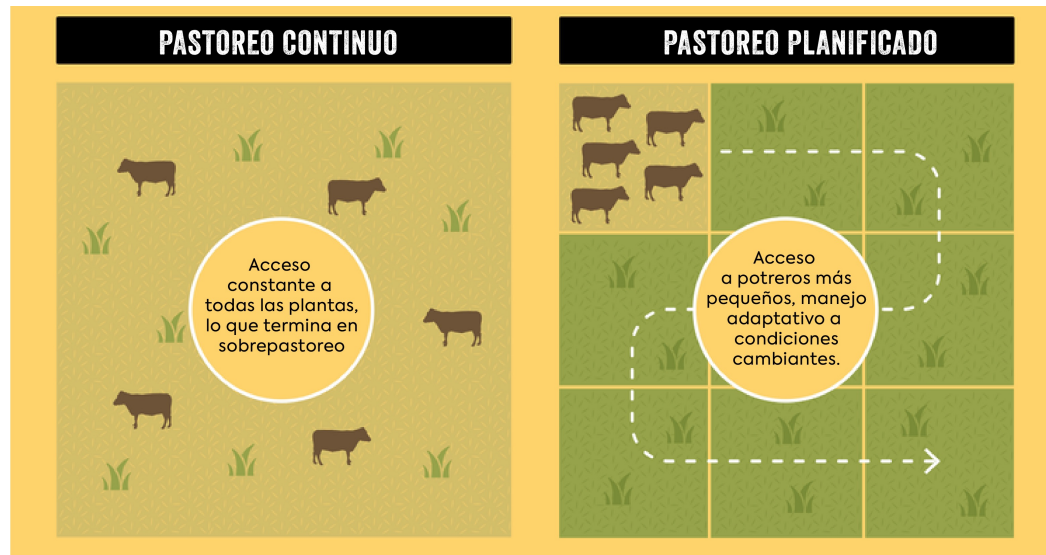 PASTOREO CONTINUO
Acceso
constante a
todas las plantas,
lo que termina en
sobrepastoreo
PASTOREO PLANIFICADO
Acceso
a potreros más
pequeños, manejo
adaptativo a
condiciones
cambiantes.